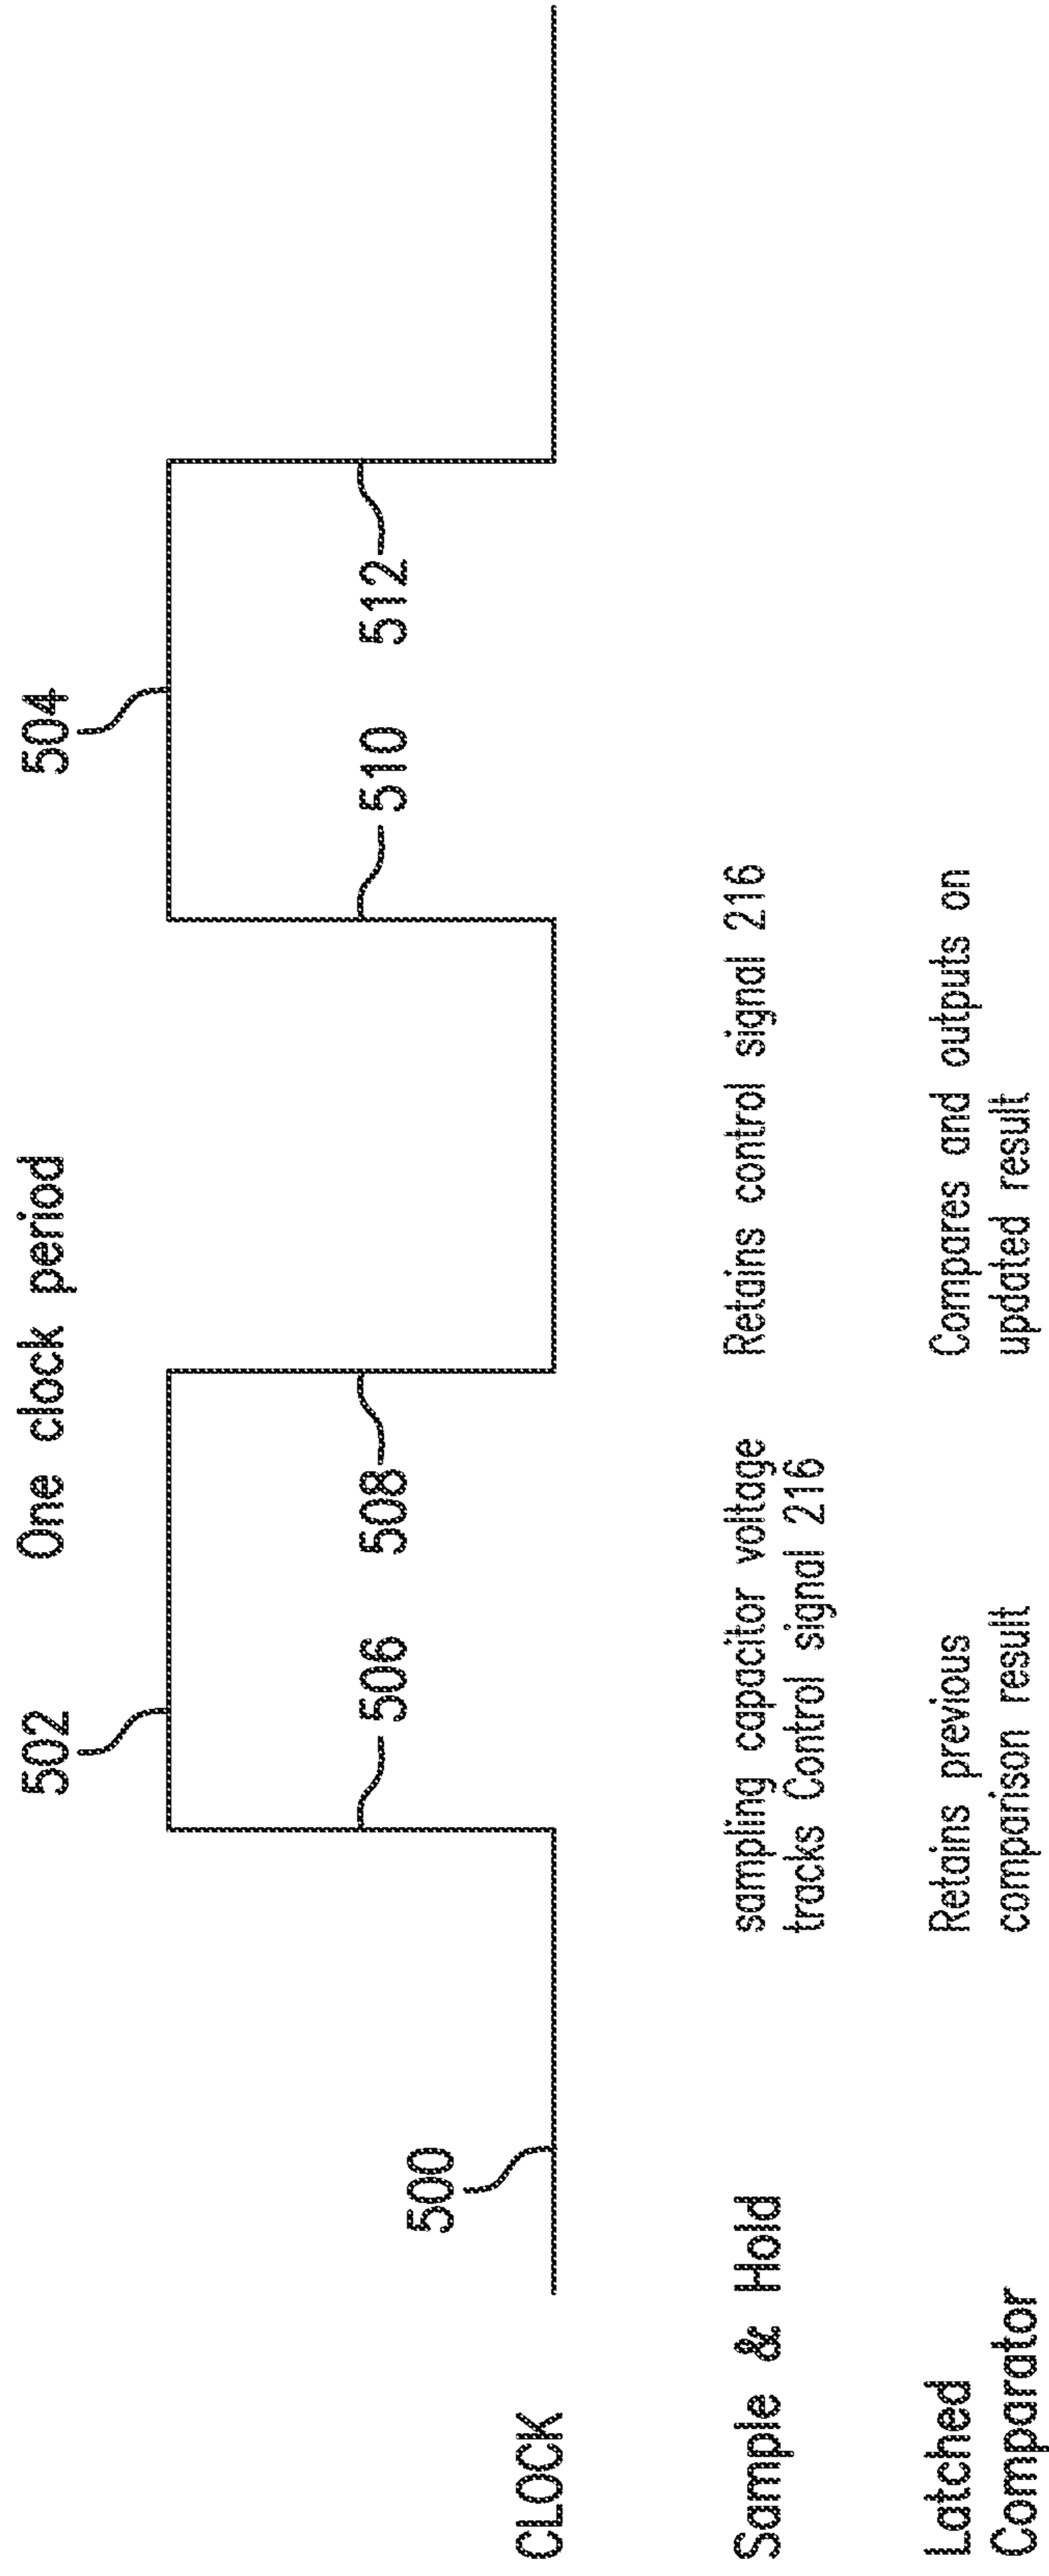 One clock period
502
504
500
506
508
510
512
CLOCK
Sample & Hold
sampling capacitor voltage
tracks Control signal 216
Retains control signal 216
Latched
Comparator
Retains previous
comparison result
Compares and outputs on
updated result